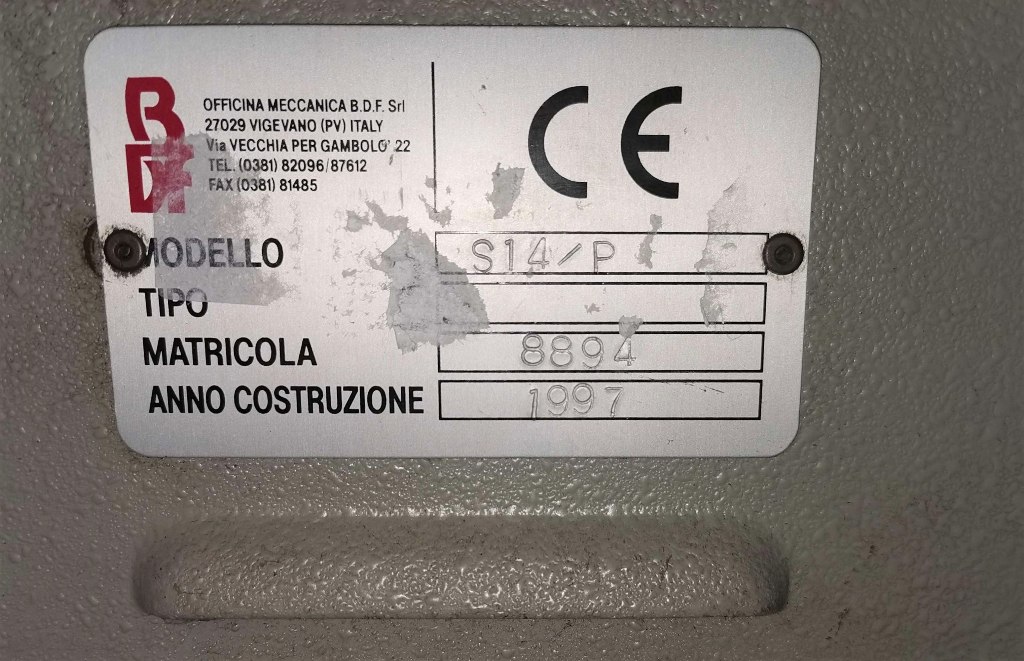 BDF
OFFICINA MECCANICA B.D.F. Srl
27029 VIGEVANO (PV) ITALY
Via VECCHIA PER GAMBOLO' 22
TEL. (0381) 82096/87612
FAX (0381) 81485
CE
MODELLO S14/P
TIPO
MATRICOLA 8894
ANNO COSTRUZIONE 1997